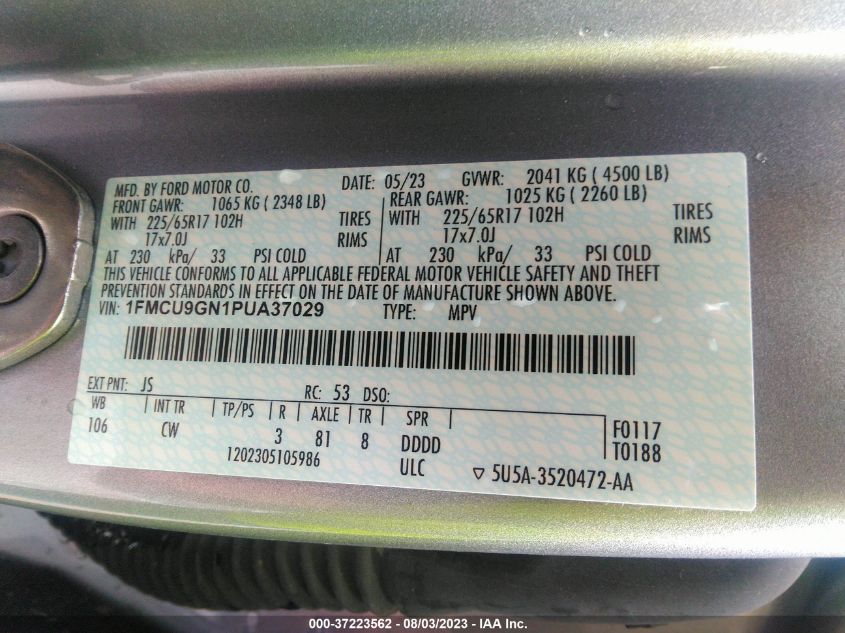 MFD. BY FORD MOTOR CO. DATE: 05/23 GVWR: 2041 KG ( 4500 LB)
FRONT GAWR: 1065 KG ( 2348 LB) REAR GAWR: 1025 KG ( 2260 LB)
WITH 225/65R17 102H TIRES WITH 225/65R17 102H TIRES
17x7.0J RIMS 17x7.0J RIMS
AT 230 kPa/ 33 PSI COLD AT 230 kPa/ 33 PSI COLD
THIS VEHICLE CONFORMS TO ALL APPLICABLE FEDERAL MOTOR VEHICLE SAFETY AND THEFT
PREVENTION STANDARDS IN EFFECT ON THE DATE OF MANUFACTURE SHOWN ABOVE.
VIN: 1FMCU9GN1PUA37029 TYPE: MPV
EXT PNT: JS RC: 53 DSO:
WB INT TR TP/PS R AXLE TR SPR F0117
106 CW 3 81 8 DDDD T0188
1202305105986 ULC ▽ 5U5A-3520472-AA
000-37223562 - 08/03/2023 - IAA Inc.